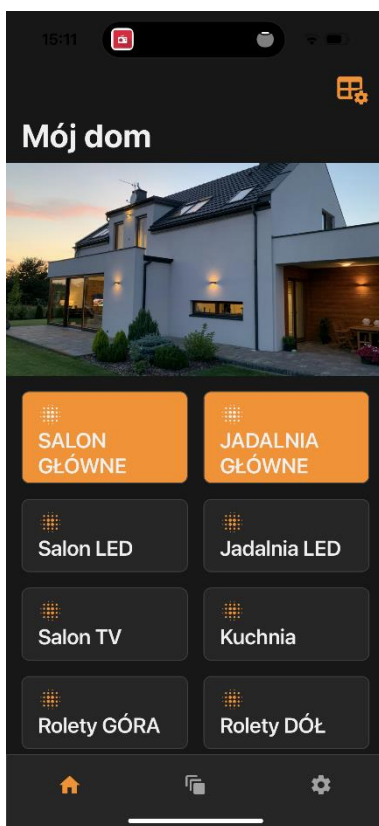 15:11
Mój dom
SALON
GŁÓWNE
JADALNIA
GŁÓWNE
Salon LED
Jadalnia LED
Salon TV
Kuchnia
Rolety GÓRA
Rolety DÓŁ